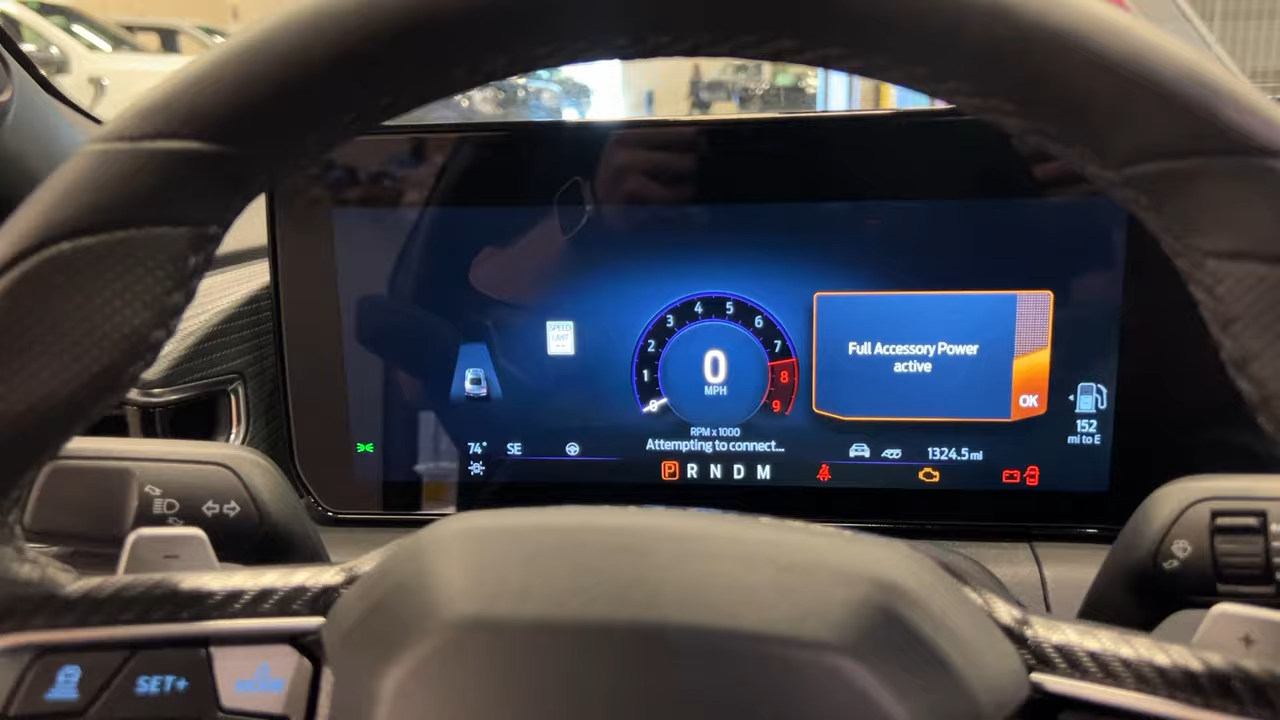 SPEED
LIMIT
--
0
1
2
3
4
5
6
7
8
9
0
MPH
RPM x 1000
Attempting to connect...
P R N D M
74° SE
Full Accessory Power
active
OK
1324.5 mi
152
mi to E
SET+